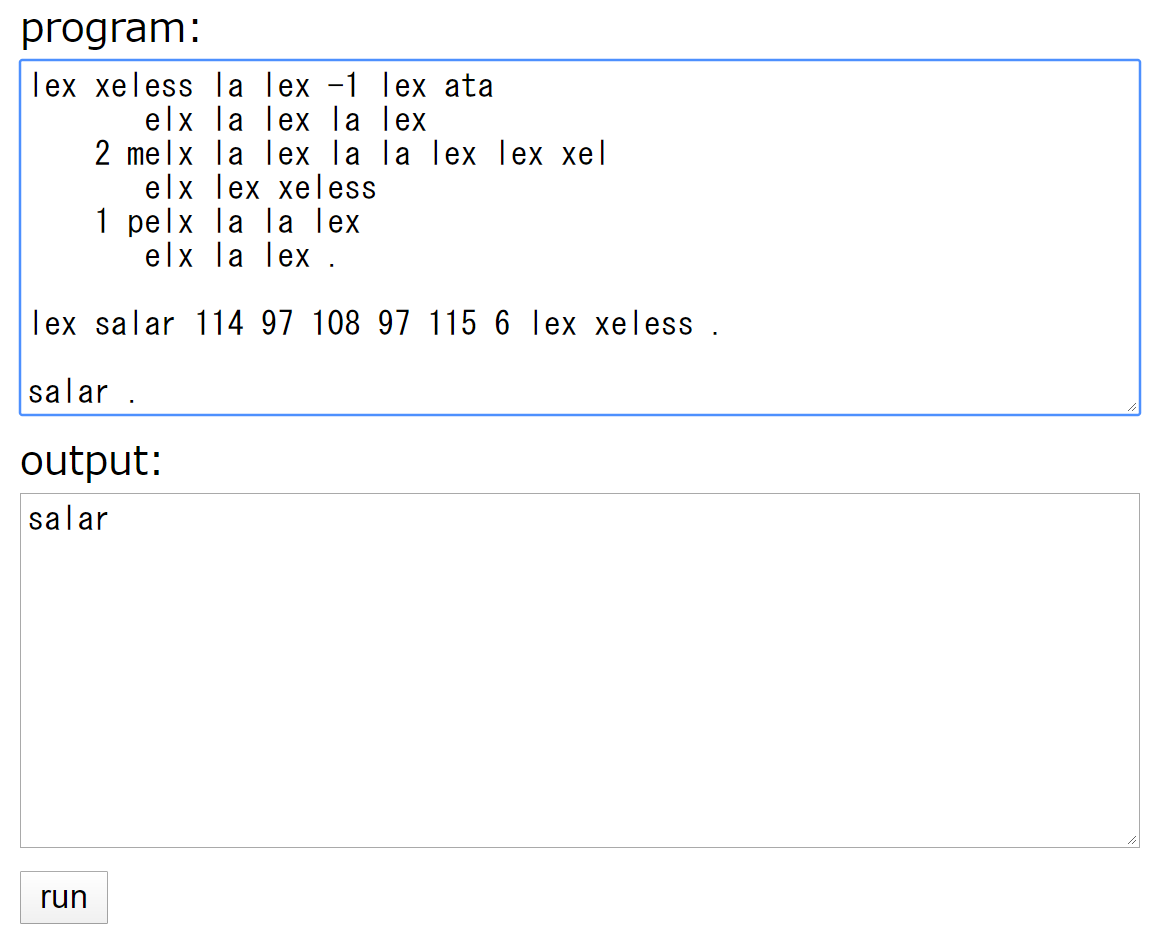 program:
lex xeless la lex -1 lex ata
elx la lex la lex
2 melx la lex la la lex lex xel
elx lex xeless
1 pelx la la lex
elx la lex .
lex salar 114 97 108 97 115 6 lex xeless .
salar .
output:
salar
run